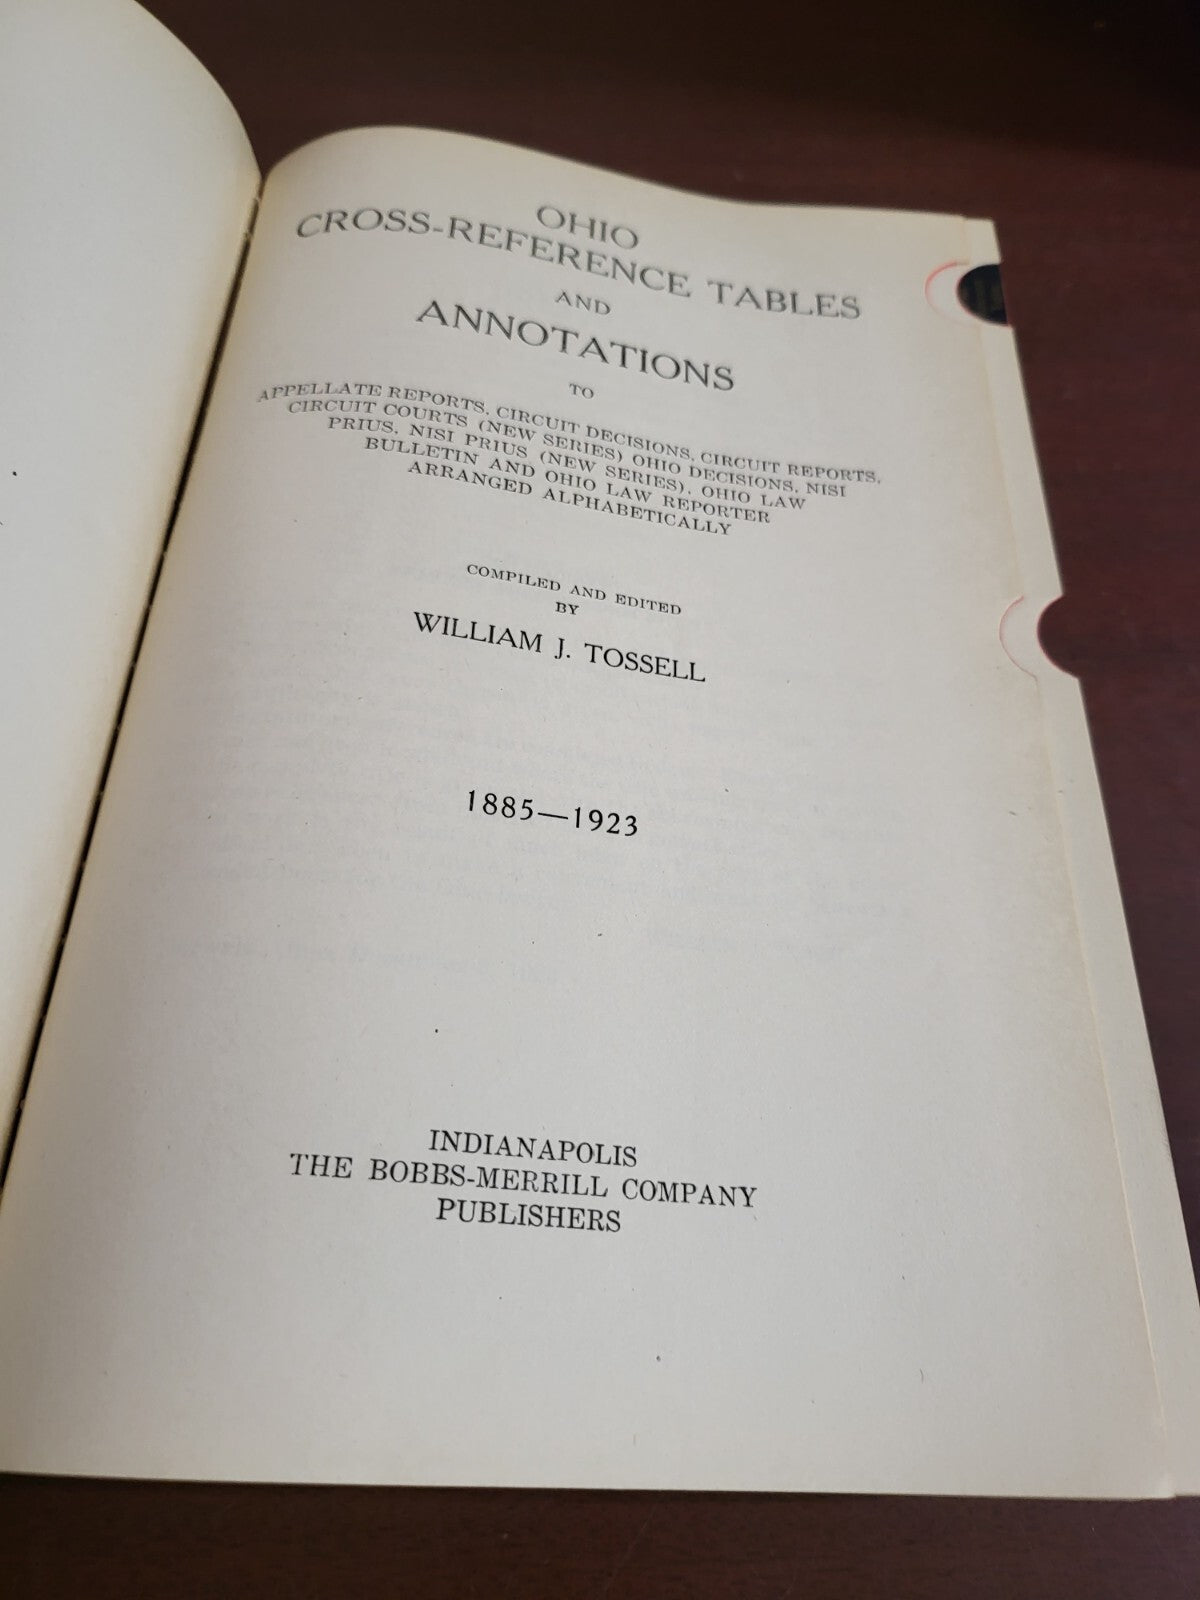 OHIO
CROSS-REFERENCE TABLES
AND
ANNOTATIONS
TO
APPELLATE REPORTS, CIRCUIT DECISIONS, CIRCUIT REPORTS,
CIRCUIT COURTS (NEW SERIES) OHIO DECISIONS, NISI
PRIUS, NISI PRIUS (NEW SERIES), OHIO LAW
BULLETIN AND OHIO LAW REPORTER
ARRANGED ALPHABETICALLY
COMPILED AND EDITED
BY
WILLIAM J. TOSSELL
1885—1923
INDIANAPOLIS
THE BOBBS-MERRILL COMPANY
PUBLISHERS